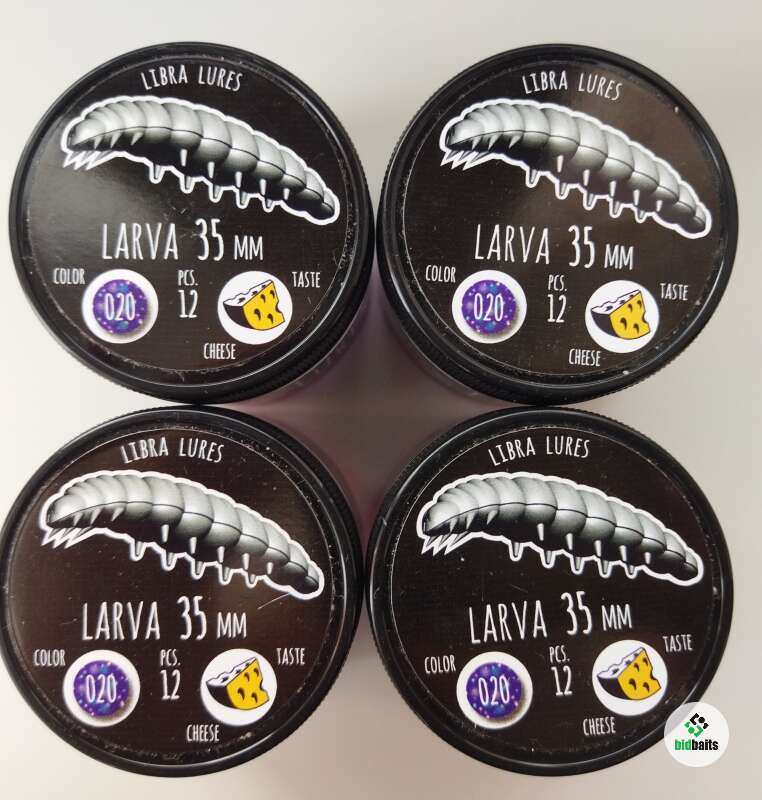 LIBRA LURES
LARVA 35 MM
COLOR PCS. TASTE
020 12
CHEESE
LIBRA LURES
LARVA 35 MM
COLOR PCS. TASTE
020 12
CHEESE
LIBRA LURES
LARVA 35 MM
COLOR PCS. TASTE
020 12
CHEESE
LIBRA LURES
LARVA 35 MM
COLOR PCS. TASTE
020 12
CHEESE
bidbaits